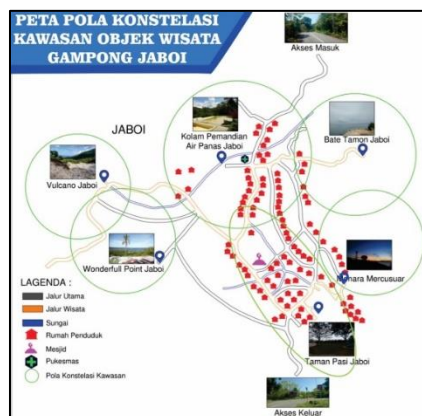 PETA POLA KONSTELASI
KAWASAN OBJEK WISATA
GAMPONG JABOI
Akses Masuk
JABOI
Kolam Pemandian
Air Panas Jaboi
Bate Tamon Jaboi
Vulcano Jaboi
Wonderfull Point Jaboi
Menara Mercusuar
Taman Pasi Jaboi
Akses Keluar
LAGENDA :
Jalur Utama
Jalur Wisata
Sungai
Rumah Penduduk
Mesjid
Pukesmas
Pola Konstelasi Kawasan